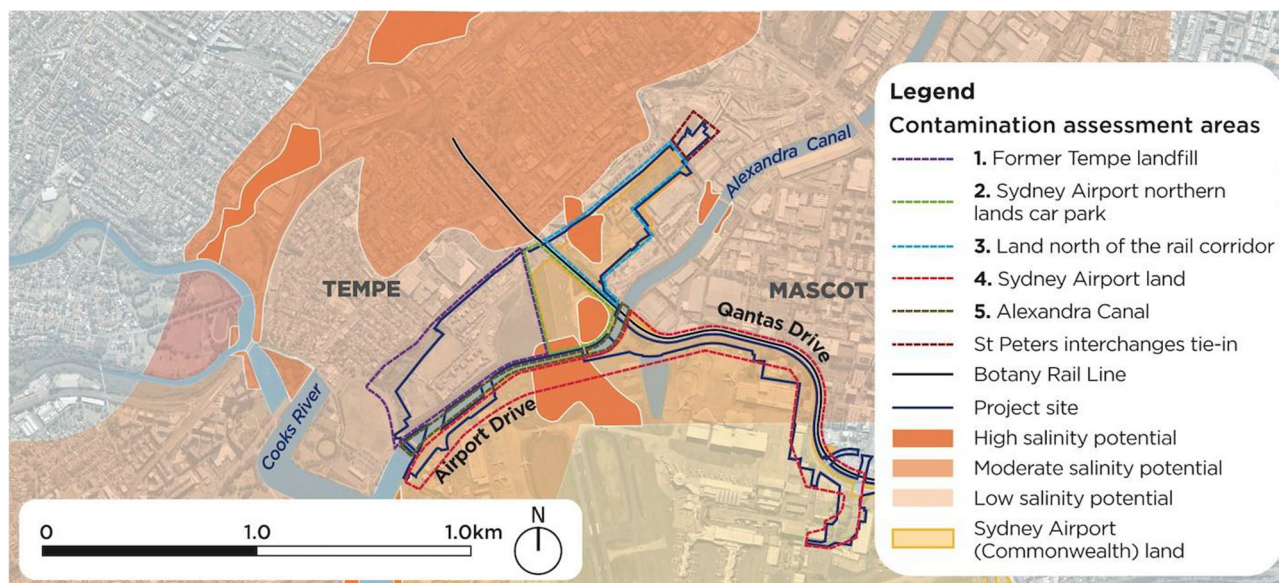 Legend
Contamination assessment areas
1. Former Tempe landfill
2. Sydney Airport northern
lands car park
3. Land north of the rail corridor
4. Sydney Airport land
5. Alexandra Canal
St Peters interchanges tie-in
Botany Rail Line
Project site
High salinity potential
Moderate salinity potential
Low salinity potential
Sydney Airport
(Commonwealth) land
Alexandra Canal
TEMPE
MASCOT
Qantas Drive
Airport Drive
Cooks River
0 1.0 1.0km
N